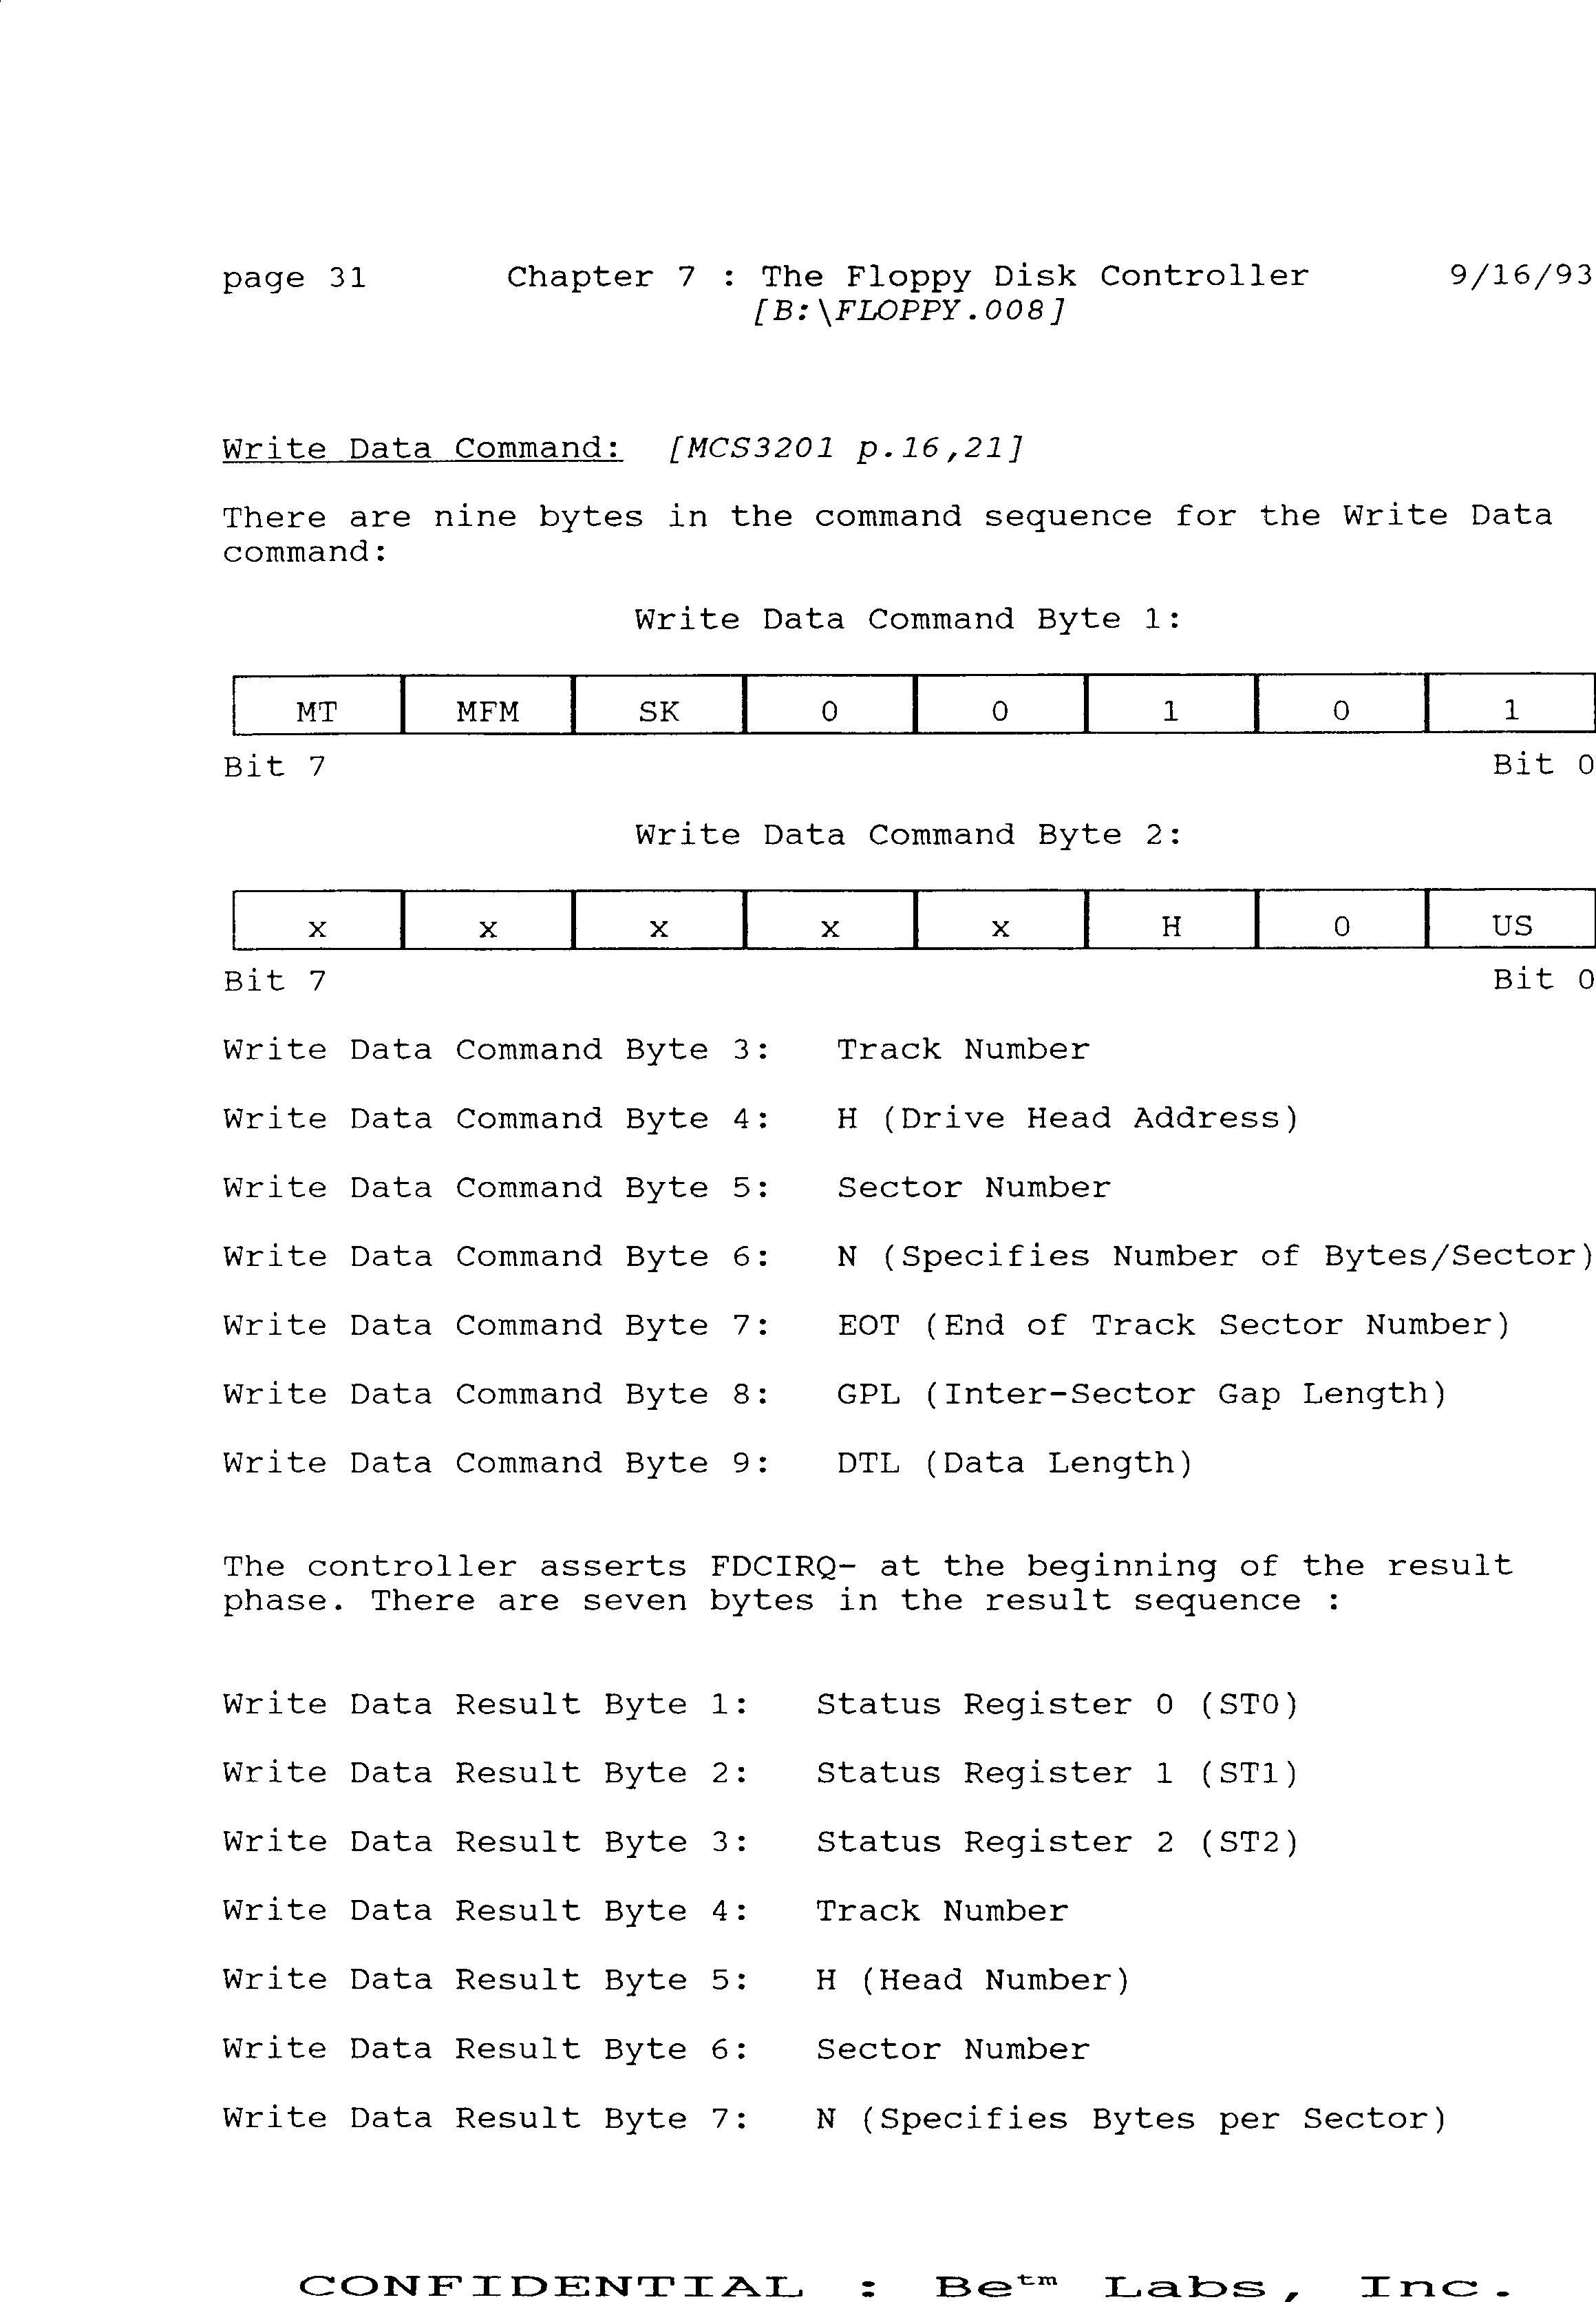 page 31 Chapter 7 : The Floppy Disk Controller 9/16/93
[B:\FLOPPY.008]
Write Data Command: [MCS3201 p.16,21]
There are nine bytes in the command sequence for the Write Data
command:
Write Data Command Byte 1:
MT MFM SK 0 0 1 0 1
Bit 7 Bit 0
Write Data Command Byte 2:
x x x x x H 0 US
Bit 7 Bit 0
Write Data Command Byte 3: Track Number
Write Data Command Byte 4: H (Drive Head Address)
Write Data Command Byte 5: Sector Number
Write Data Command Byte 6: N (Specifies Number of Bytes/Sector)
Write Data Command Byte 7: EOT (End of Track Sector Number)
Write Data Command Byte 8: GPL (Inter-Sector Gap Length)
Write Data Command Byte 9: DTL (Data Length)
The controller asserts FDCIRQ- at the beginning of the result
phase. There are seven bytes in the result sequence :
Write Data Result Byte 1: Status Register 0 (ST0)
Write Data Result Byte 2: Status Register 1 (ST1)
Write Data Result Byte 3: Status Register 2 (ST2)
Write Data Result Byte 4: Track Number
Write Data Result Byte 5: H (Head Number)
Write Data Result Byte 6: Sector Number
Write Data Result Byte 7: N (Specifies Bytes per Sector)
CONFIDENTIAL : Be™ Labs, Inc.